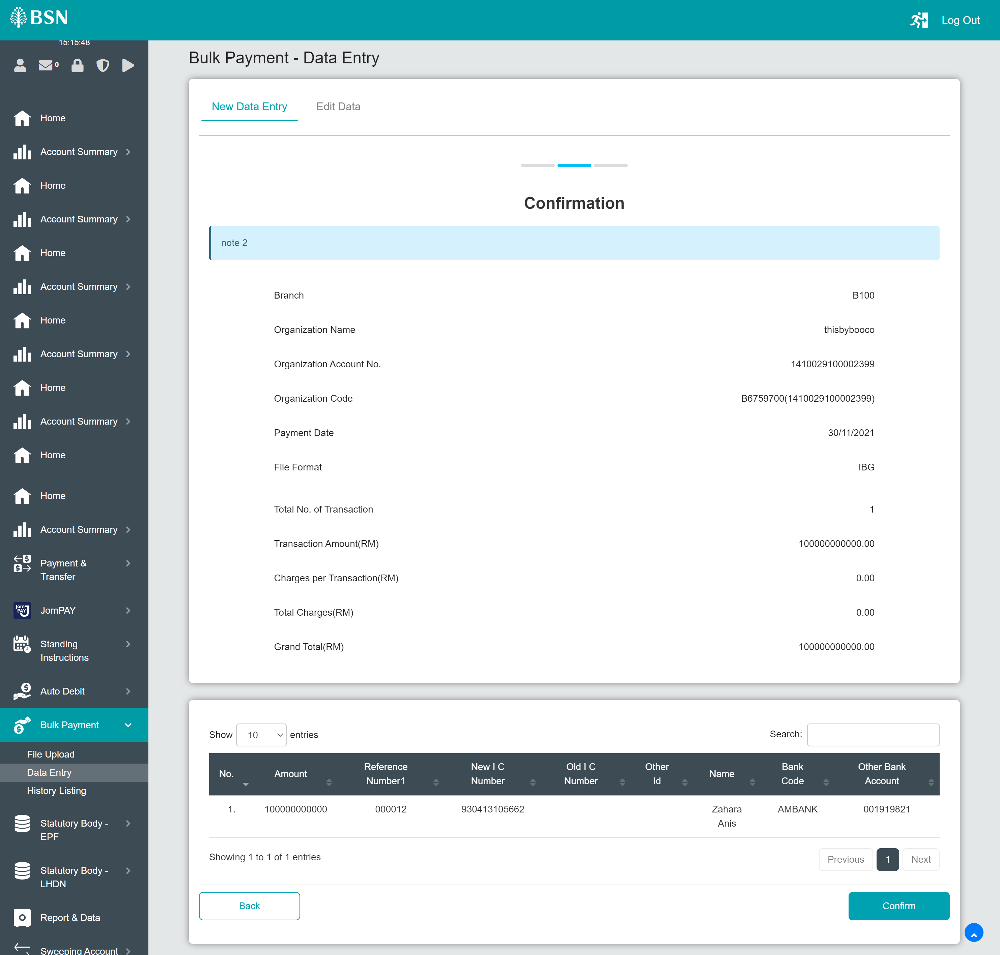 BSN
Log Out
15:15:48
0
Home
Account Summary
Home
Account Summary
Home
Account Summary
Home
Account Summary
Home
Account Summary
Home
Home
Account Summary
Payment &
Transfer
JomPAY
JomPAY
Standing
Instructions
Auto Debit
Bulk Payment
File Upload
Data Entry
History Listing
Statutory Body -
EPF
Statutory Body -
LHDN
Report & Data
Sweeping Account
Bulk Payment - Data Entry
New Data Entry Edit Data
Confirmation
note 2
Branch B100
Organization Name thisbybooco
Organization Account No. 1410029100002399
Organization Code B6759700(1410029100002399)
Payment Date 30/11/2021
File Format IBG
Total No. of Transaction 1
Transaction Amount(RM) 100000000000.00
Charges per Transaction(RM) 0.00
Total Charges(RM) 0.00
Grand Total(RM) 100000000000.00
Show 10 entries Search:
No. Amount Reference Number1 New I C Number Old I C Number Other Id Name Bank Code Other Bank Account
1. 100000000000 000012 930413105662 Zahara Anis AMBANK 001919821
Showing 1 to 1 of 1 entries Previous 1 Next
Back Confirm